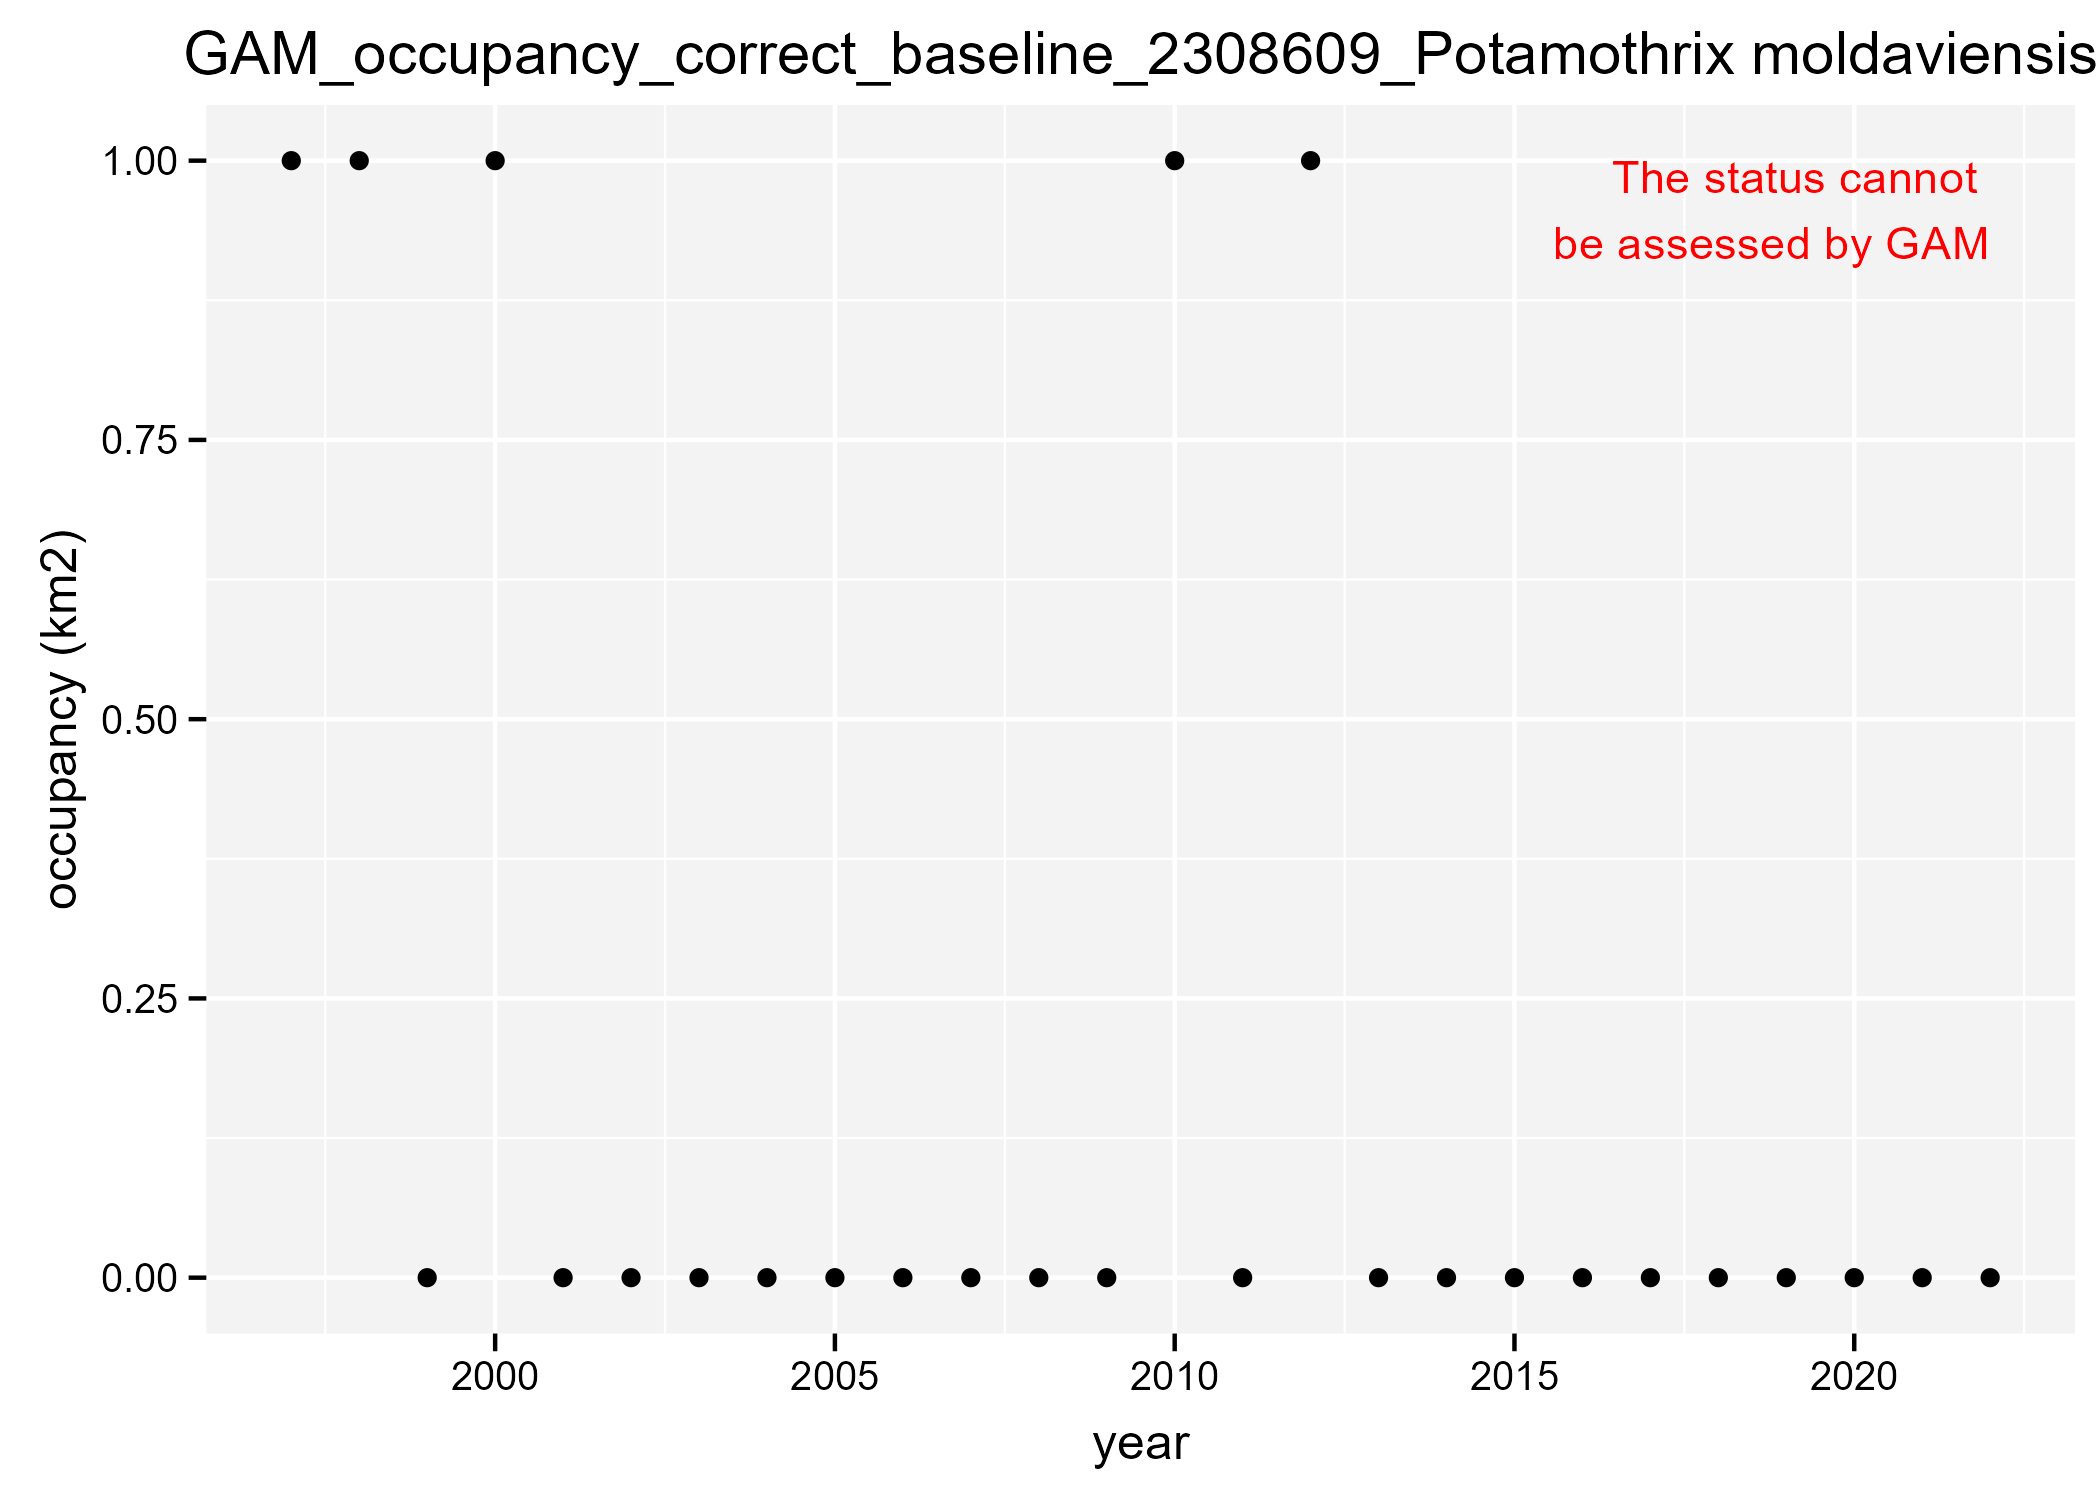 GAM_occupancy_correct_baseline_2308609_Potamothrix moldaviensis
1.00
The status cannot
be assessed by GAM
0.75
occupancy (km2)
0.50
0.25
0.00
2000 2005 2010 2015 2020
year